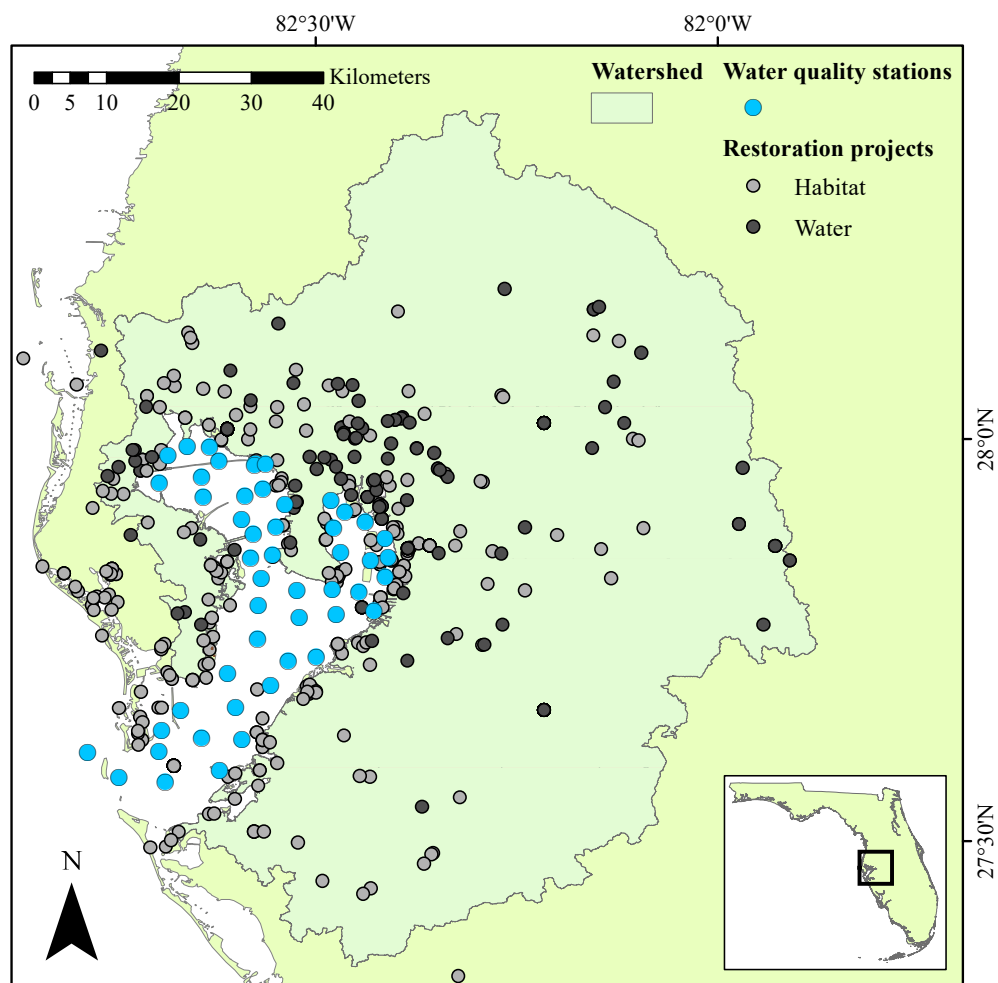 82°30'W 82°0'W
Kilometers
0 5 10 20 30 40
Watershed Water quality stations
Restoration projects
Habitat
Water
28°0'N
27°30'N
N